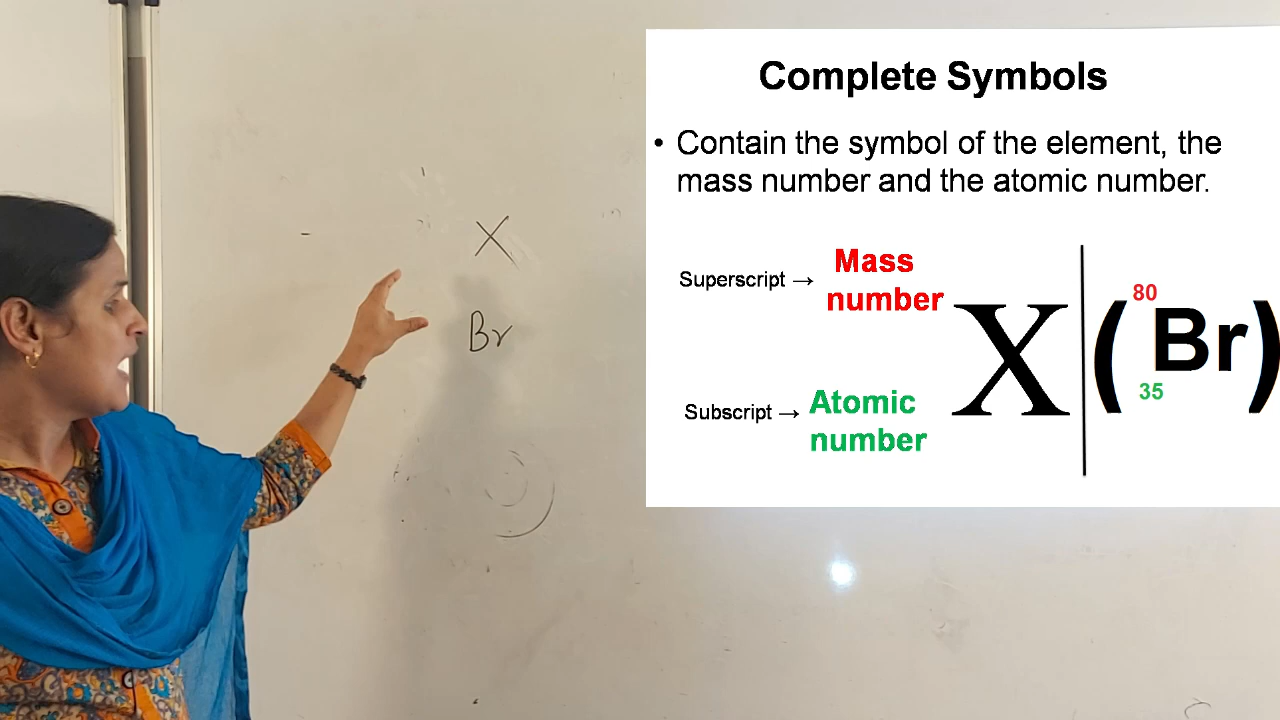 X
Br
Complete Symbols
• Contain the symbol of the element, the
mass number and the atomic number.
Superscript → Mass
number
X
( 80
Br)
35
Subscript → Atomic
number